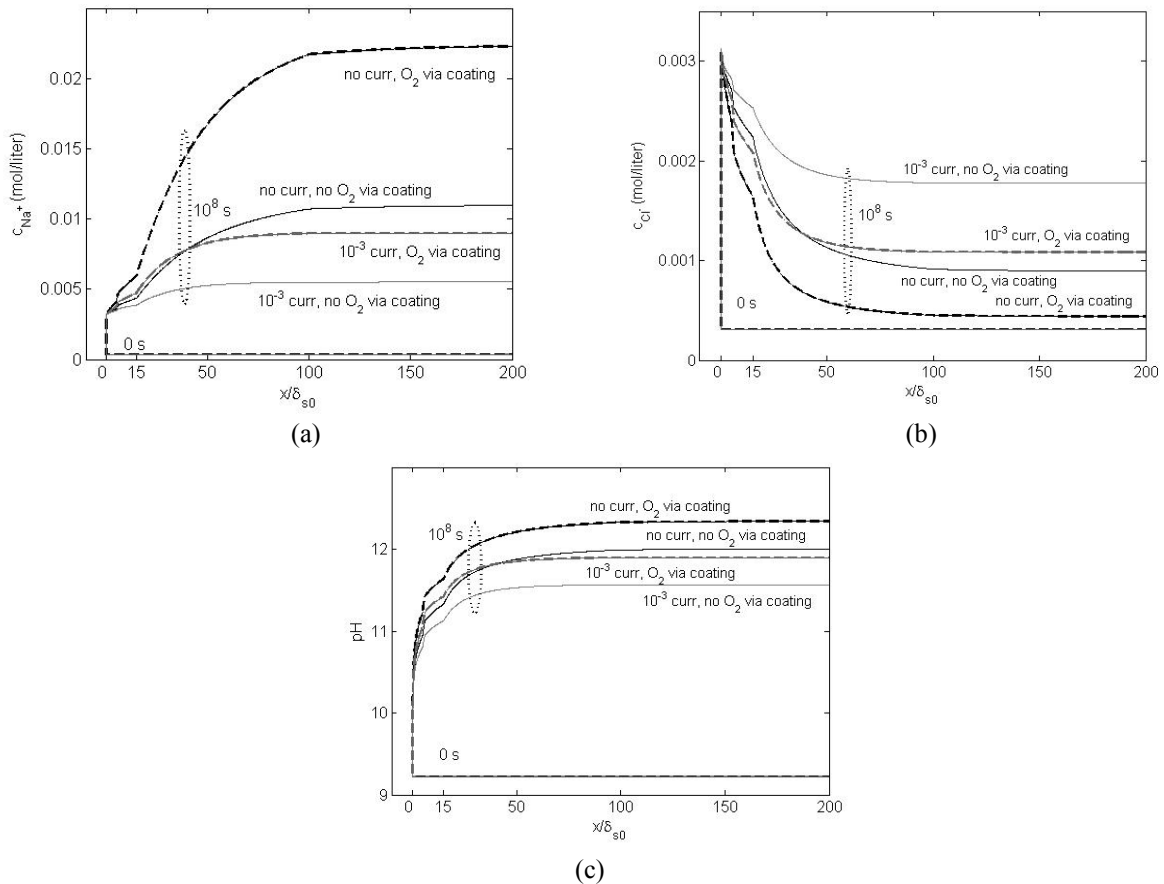 0.02
0.015
0.01
0.005
0
c_Na⁺ (mol/liter)
no curr, O₂ via coating
no curr, no O₂ via coating
10⁸ s
10⁻³ curr, O₂ via coating
10⁻³ curr, no O₂ via coating
0 s
0 15 50 100 150 200
x/δ_s0
(a)
0.003
0.002
0.001
0
c_Cl⁻ (mol/liter)
10⁻³ curr, no O₂ via coating
10⁸ s
10⁻³ curr, O₂ via coating
no curr, no O₂ via coating
0 s
no curr, O₂ via coating
0 15 50 100 150 200
x/δ_s0
(b)
12
11
10
9
pH
no curr, O₂ via coating
10⁸ s
no curr, no O₂ via coating
10⁻³ curr, O₂ via coating
10⁻³ curr, no O₂ via coating
0 s
0 15 50 100 150 200
x/δ_s0
(c)